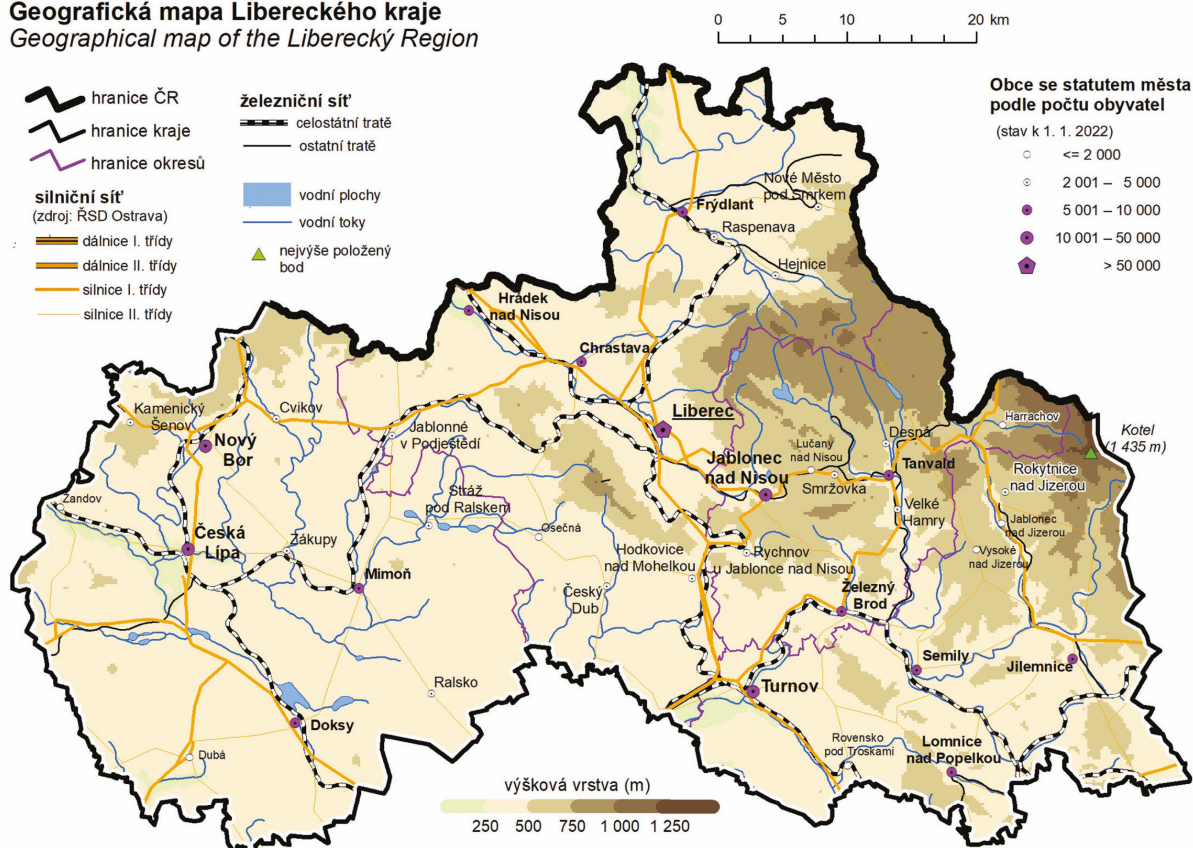 Geografická mapa Libereckého kraje
Geographical map of the Liberecký Region
0 5 10 20 km
hranice ČR
hranice kraje
hranice okresů
silniční síť
(zdroj: ŘSD Ostrava)
dálnice I. třídy
dálnice II. třídy
silnice I. třídy
silnice II. třídy
železniční síť
celostátní tratě
ostatní tratě
vodní plochy
vodní toky
nejvýše položený
bod
Obce se statutem města
podle počtu obyvatel
(stav k 1. 1. 2022)
<= 2 000
2 001 – 5 000
5 001 – 10 000
10 001 – 50 000
> 50 000
Nové Město
pod Smrkem
Frýdlant
Raspenava
Hejnice
Hrádek
nad Nisou
Chrastava
Liberec
Kamenický
Šenov
Cvikov
Nový
Bor
Jablonné
v Podještědí
Jablonec
nad Nisou
Lučany
nad Nisou
Smržovka
Desná
Tanvald
Harrachov
Kotel
(1 435 m)
Rokytnice
nad Jizerou
Velké
Hamry
Jablonec
nad Jizerou
Vysoké
nad Jizerou
Žandov
Česká
Lípa
Zákupy
Mimoň
Stráž
pod Ralskem
Osečná
Hodkovice
nad Mohelkou
Rychnov
u Jablonce nad Nisou
Český
Dub
Železný
Brod
Semily
Jilemnice
Ralsko
Turnov
Doksy
Dubá
Rovensko
pod Troskami
Lomnice
nad Popelkou
výšková vrstva (m)
250 500 750 1 000 1 250